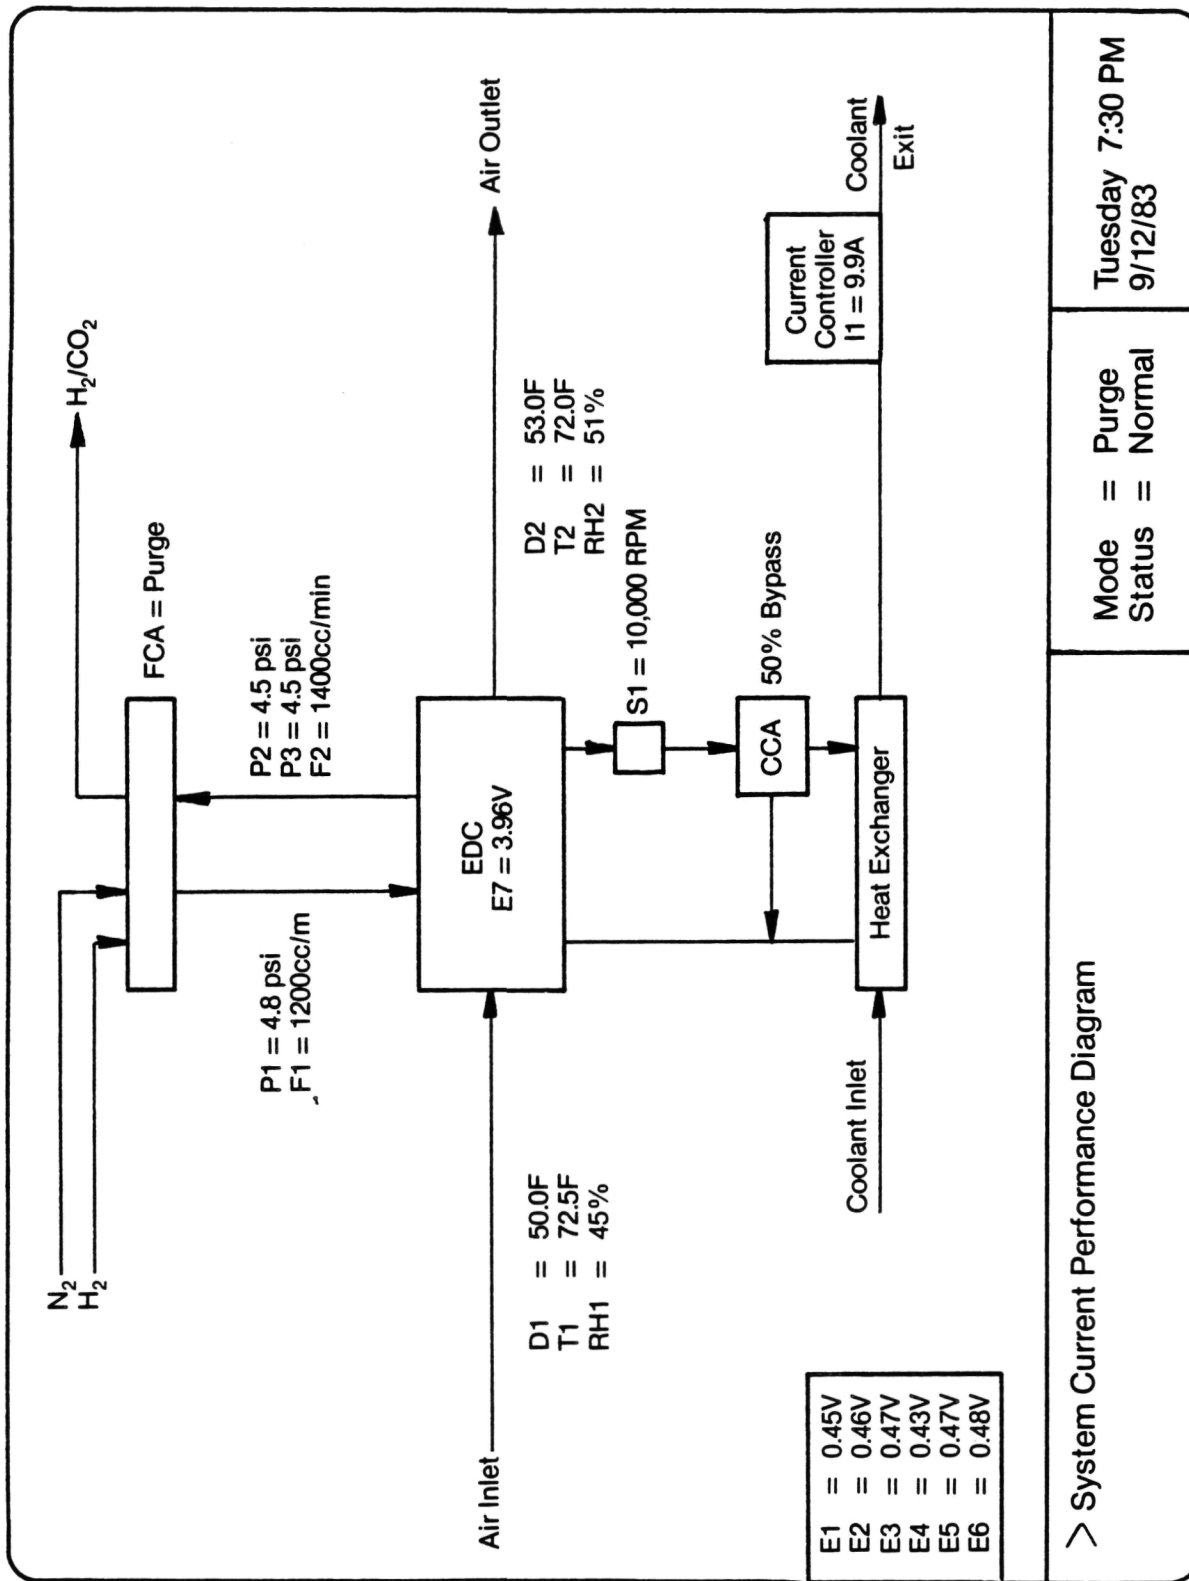 N₂
H₂
H₂/CO₂
FCA = Purge
P1 = 4.8 psi
F1 = 1200cc/m
P2 = 4.5 psi
P3 = 4.5 psi
F2 = 1400cc/min
Air Inlet
EDC
E7 = 3.96V
Air Outlet
D1 = 50.0F
T1 = 72.5F
RH1 = 45%
D2 = 53.0F
T2 = 72.0F
RH2 = 51%
S1 = 10,000 RPM
CCA
50% Bypass
Current
Controller
I1 = 9.9A
Coolant Inlet
Heat Exchanger
Coolant
Exit
E1 = 0.45V
E2 = 0.46V
E3 = 0.47V
E4 = 0.43V
E5 = 0.47V
E6 = 0.48V
> System Current Performance Diagram
Mode = Purge
Status = Normal
Tuesday 7:30 PM
9/12/83